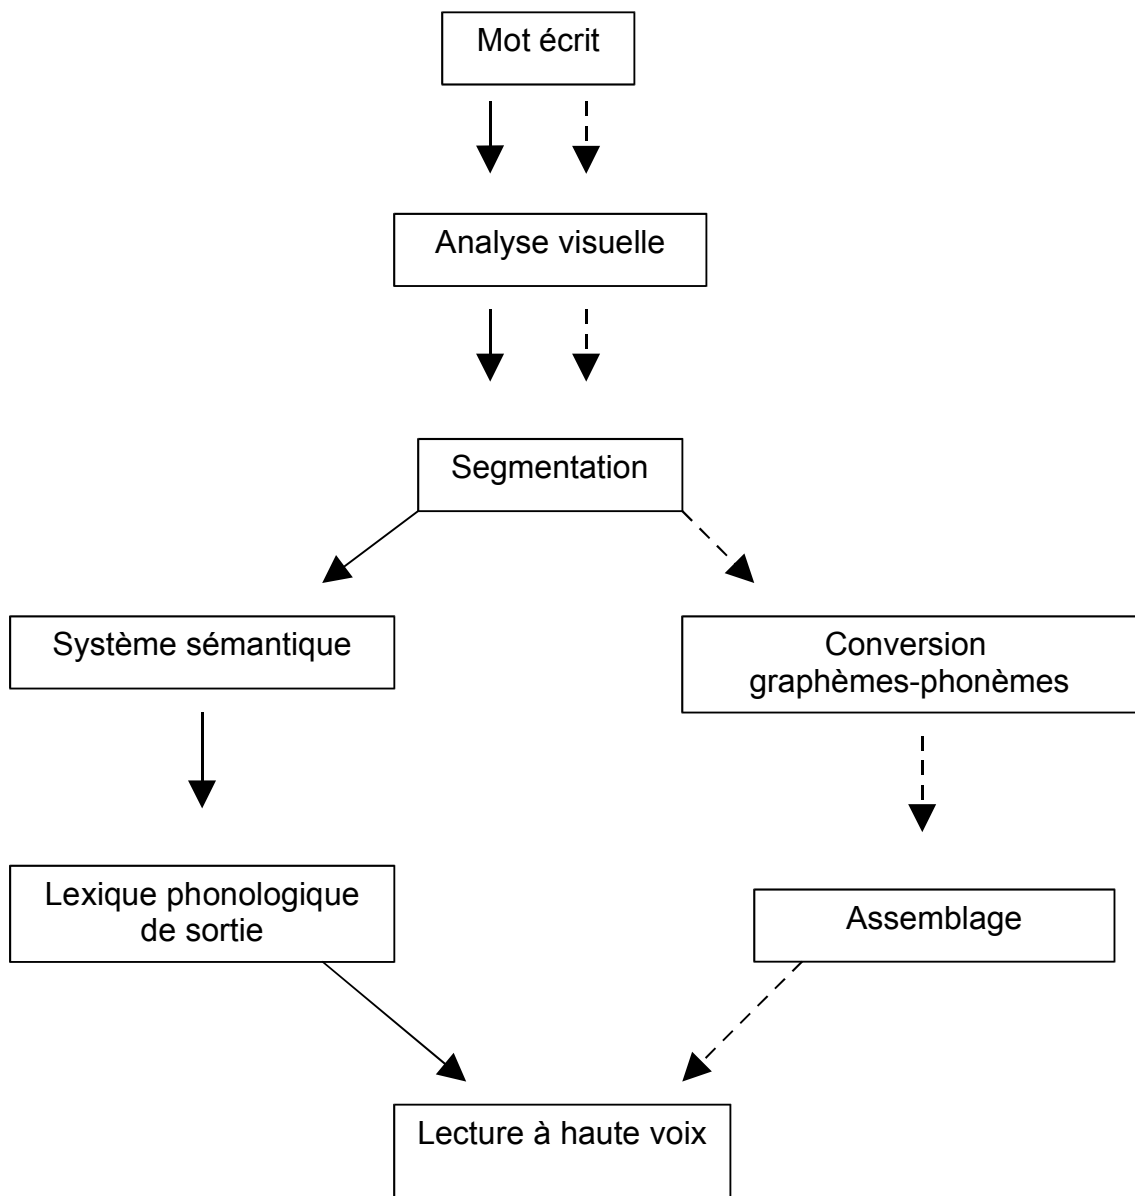 Mot écrit
Analyse visuelle
Segmentation
Système sémantique
Conversion
graphèmes-phonèmes
Lexique phonologique
de sortie
Assemblage
Lecture à haute voix